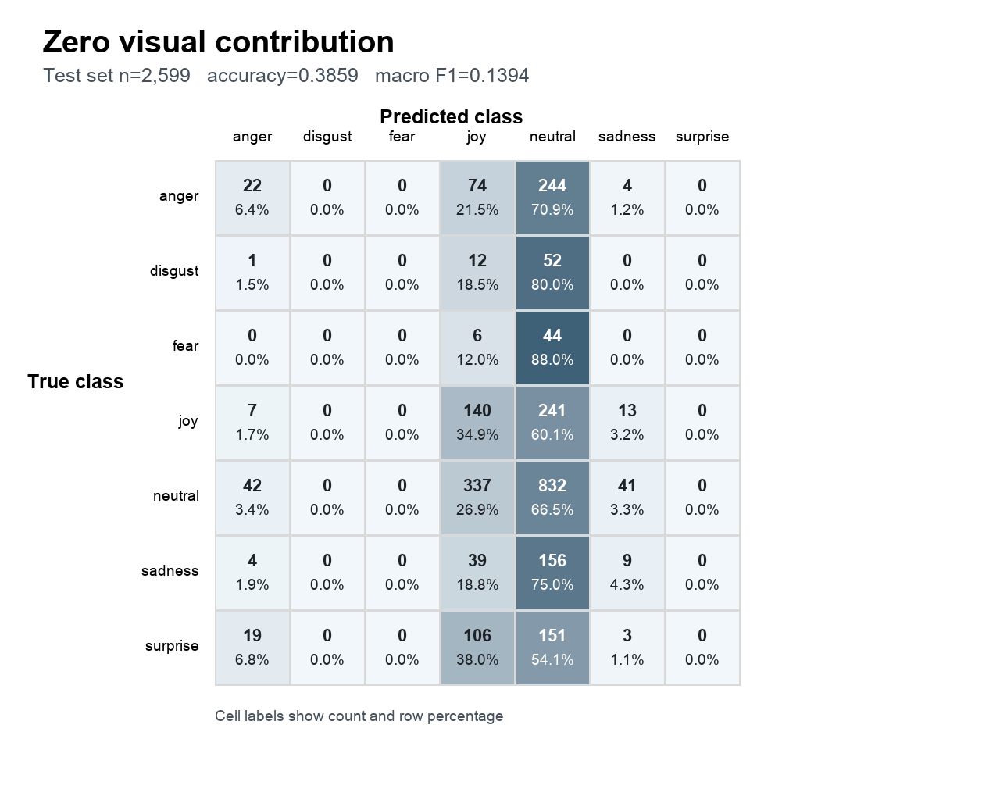 Zero visual contribution
Test set n=2,599 accuracy=0.3859 macro F1=0.1394
Predicted class
anger disgust fear joy neutral sadness surprise
anger 22 0 0 74 244 4 0
6.4% 0.0% 0.0% 21.5% 70.9% 1.2% 0.0%
disgust 1 0 0 12 52 0 0
1.5% 0.0% 0.0% 18.5% 80.0% 0.0% 0.0%
fear 0 0 0 6 44 0 0
0.0% 0.0% 0.0% 12.0% 88.0% 0.0% 0.0%
True class
joy 7 0 0 140 241 13 0
1.7% 0.0% 0.0% 34.9% 60.1% 3.2% 0.0%
neutral 42 0 0 337 832 41 0
3.4% 0.0% 0.0% 26.9% 66.5% 3.3% 0.0%
sadness 4 0 0 39 156 9 0
1.9% 0.0% 0.0% 18.8% 75.0% 4.3% 0.0%
surprise 19 0 0 106 151 3 0
6.8% 0.0% 0.0% 38.0% 54.1% 1.1% 0.0%
Cell labels show count and row percentage